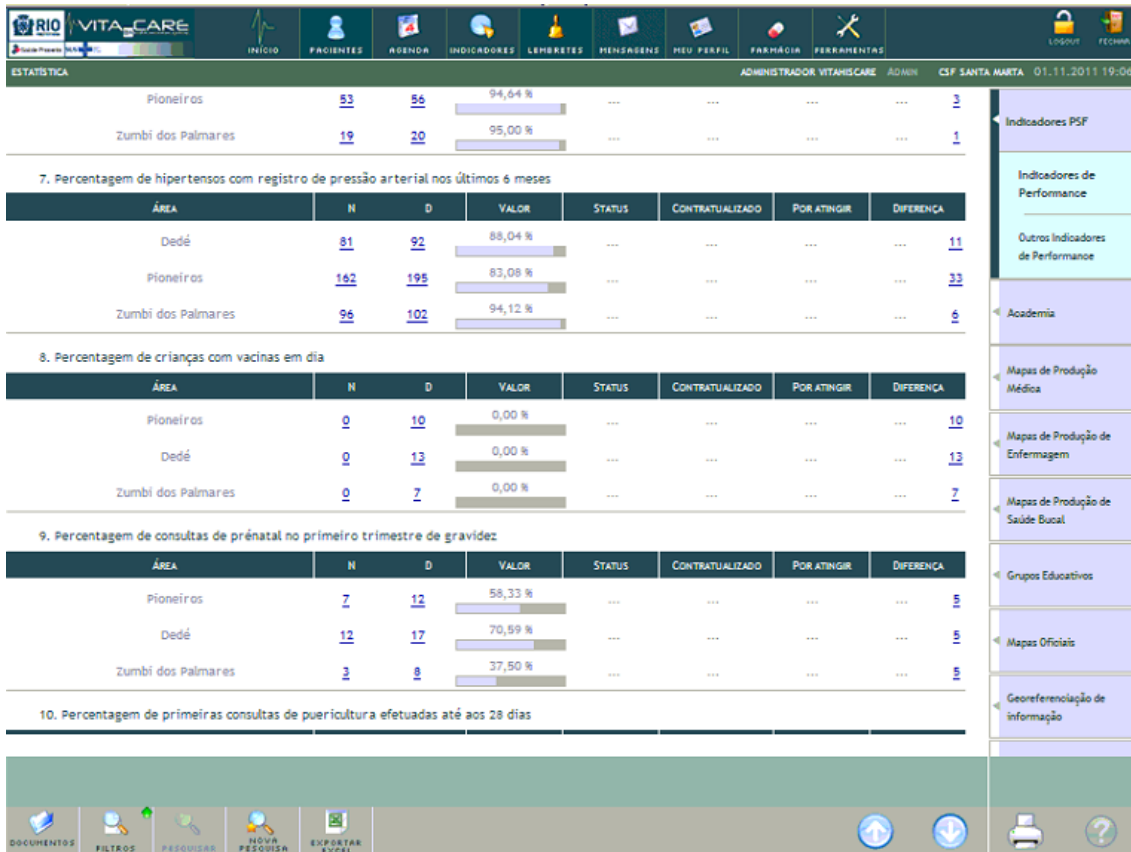 RIO VITA_CARE
INÍCIO PACIENTES AGENDA INDICADORES LEMBRETES MENSAGENS MEU PERFIL FARMÁCIA FERRAMENTAS LOGOUT FECHAR
ESTATÍSTICA ADMINISTRADOR VITAHISCARE ADMIN CSF SANTA MARTA 01.11.2011 19:06
Pioneiros 53 56 94,64 % ... ... ... ... 3
Zumbi dos Palmares 19 20 95,00 % ... ... ... ... 1
7. Percentagem de hipertensos com registro de pressão arterial nos últimos 6 meses
ÁREA N D VALOR STATUS CONTRATUALIZADO POR ATINGIR DIFERENÇA
Dedé 81 92 88,04 % ... ... ... ... 11
Pioneiros 162 195 83,08 % ... ... ... ... 33
Zumbi dos Palmares 96 102 94,12 % ... ... ... ... 6
8. Percentagem de crianças com vacinas em dia
ÁREA N D VALOR STATUS CONTRATUALIZADO POR ATINGIR DIFERENÇA
Pioneiros 0 10 0,00 % ... ... ... ... 10
Dedé 0 13 0,00 % ... ... ... ... 13
Zumbi dos Palmares 0 7 0,00 % ... ... ... ... 7
9. Percentagem de consultas de prénatal no primeiro trimestre de gravidez
ÁREA N D VALOR STATUS CONTRATUALIZADO POR ATINGIR DIFERENÇA
Pioneiros 7 12 58,33 % ... ... ... ... 5
Dedé 12 17 70,59 % ... ... ... ... 5
Zumbi dos Palmares 3 8 37,50 % ... ... ... ... 5
10. Percentagem de primeiras consultas de puericultura efetuadas até aos 28 dias
Indicadores PSF
Indicadores de
Performance
Outros Indicadores
de Performance
Academia
Mapas de Produção
Médica
Mapas de Produção de
Enfermagem
Mapas de Produção de
Saúde Bucal
Grupos Educativos
Mapas Oficiais
Georeferenciação de
informação
DOCUMENTOS FILTROS PESQUISAR NOVA PESQUISA EXPORTAR EXCEL